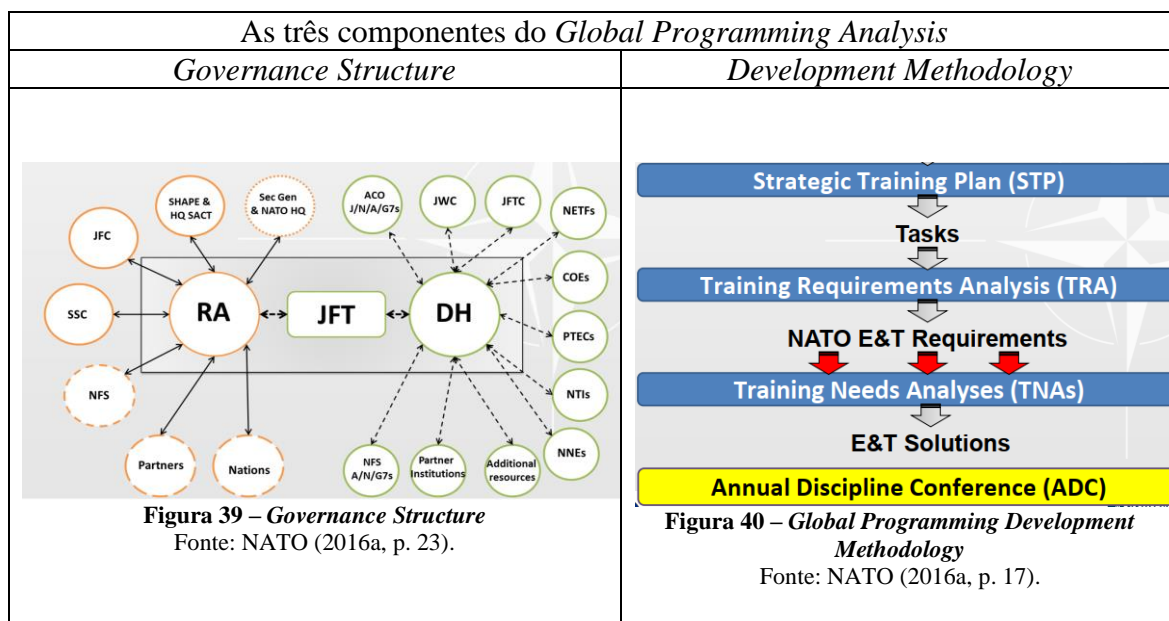 As três componentes do Global Programming Analysis
Governance Structure
Development Methodology
Sec Gen
& NATO HQ
SHAPE &
HQ SACT
JFC
SSC
NFS
Partners
Nations
RA
JFT
DH
ACO
J/N/A/G7s
JWC
JFTC
NETFs
COEs
PTECs
NTIs
NNEs
Additional
resources
Partner
Institutions
NFS
A/N/G7s
Figura 39 – Governance Structure
Fonte: NATO (2016a, p. 23).
Strategic Training Plan (STP)
Tasks
Training Requirements Analysis (TRA)
NATO E&T Requirements
Training Needs Analyses (TNAs)
E&T Solutions
Annual Discipline Conference (ADC)
Figura 40 – Global Programming Development
Methodology
Fonte: NATO (2016a, p. 17).